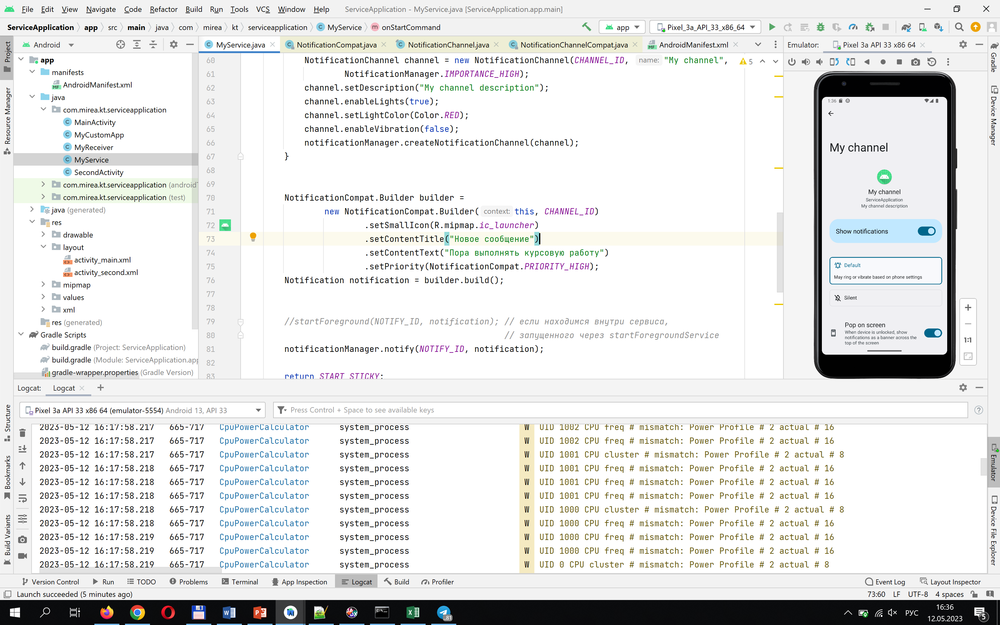 File Edit View Navigate Code Refactor Build Run Tools VCS Window Help ServiceApplication - MyService.java [ServiceApplication.app.main]
ServiceApplication app src main java com mirea kt serviceapplication MyService onStartCommand app Pixel_3a_API_33_x86_64
Android
MyService.java NotificationCompat.java NotificationChannel.java NotificationChannelCompat.java AndroidManifest.xml
Emulator: Pixel 3a API 33 x86 64
Project
Resource Manager
Structure
Bookmarks
Build Variants
app
manifests
AndroidManifest.xml
java
com.mirea.kt.serviceapplication
MainActivity
MyCustomApp
MyReceiver
MyService
SecondActivity
com.mirea.kt.serviceapplication (android
com.mirea.kt.serviceapplication (test)
java (generated)
res
drawable
layout
activity_main.xml
activity_second.xml
mipmap
values
xml
res (generated)
Gradle Scripts
build.gradle (Project: ServiceApplication)
build.gradle (Module: ServiceApplication.app
gradle-wrapper.properties (Gradle Version)
60 NotificationChannel channel = new NotificationChannel(CHANNEL_ID, name: "My channel", 5
61 NotificationManager.IMPORTANCE_HIGH);
62 channel.setDescription("My channel description");
63 channel.enableLights(true);
64 channel.setLightColor(Color.RED);
65 channel.enableVibration(false);
66 notificationManager.createNotificationChannel(channel);
67 }
68
69
70 NotificationCompat.Builder builder =
71 new NotificationCompat.Builder( context: this, CHANNEL_ID)
72 .setSmallIcon(R.mipmap.ic_launcher)
73 .setContentTitle("Новое сообщение")
74 .setContentText("Пора выполнять курсовую работу")
75 .setPriority(NotificationCompat.PRIORITY_HIGH);
76 Notification notification = builder.build();
77
78
79 //startForeground(NOTIFY_ID, notification); // если находимся внутри сервиса,
80 // запущенного через startForegroundService
81 notificationManager.notify(NOTIFY_ID, notification);
82
83 return START_STICKY;
1:36
My channel
My channel
ServiceApplication
My channel description
Show notifications
Default
May ring or vibrate based on phone settings
Silent
Pop on screen
When device is unlocked, show
notifications as a banner across the
top of the screen
1:1
Gradle
Device Manager
Emulator
Device File Explorer
Logcat: Logcat
Pixel 3a API 33 x86 64 (emulator-5554) Android 13, API 33 Press Control + Space to see available keys
2023-05-12 16:17:58.217 665-717 CpuPowerCalculator system_process W UID 1002 CPU freq # mismatch: Power Profile # 2 actual # 16
2023-05-12 16:17:58.217 665-717 CpuPowerCalculator system_process W UID 1002 CPU freq # mismatch: Power Profile # 2 actual # 16
2023-05-12 16:17:58.217 665-717 CpuPowerCalculator system_process W UID 1001 CPU cluster # mismatch: Power Profile # 2 actual # 8
2023-05-12 16:17:58.218 665-717 CpuPowerCalculator system_process W UID 1001 CPU freq # mismatch: Power Profile # 2 actual # 16
2023-05-12 16:17:58.218 665-717 CpuPowerCalculator system_process W UID 1001 CPU freq # mismatch: Power Profile # 2 actual # 16
2023-05-12 16:17:58.218 665-717 CpuPowerCalculator system_process W UID 1001 CPU freq # mismatch: Power Profile # 2 actual # 16
2023-05-12 16:17:58.218 665-717 CpuPowerCalculator system_process W UID 1000 CPU cluster # mismatch: Power Profile # 2 actual # 8
2023-05-12 16:17:58.218 665-717 CpuPowerCalculator system_process W UID 1000 CPU freq # mismatch: Power Profile # 2 actual # 16
2023-05-12 16:17:58.219 665-717 CpuPowerCalculator system_process W UID 1000 CPU freq # mismatch: Power Profile # 2 actual # 16
2023-05-12 16:17:58.219 665-717 CpuPowerCalculator system_process W UID 1000 CPU freq # mismatch: Power Profile # 2 actual # 16
2023-05-12 16:17:58.219 665-717 CpuPowerCalculator system_process W UID 0 CPU cluster # mismatch: Power Profile # 2 actual # 8
Version Control Run TODO Problems Terminal App Inspection Logcat Build Profiler Event Log Layout Inspector
Launch succeeded (5 minutes ago) 73:60 LF UTF-8 4 spaces
..81
РУС
16:36
12.05.2023
5